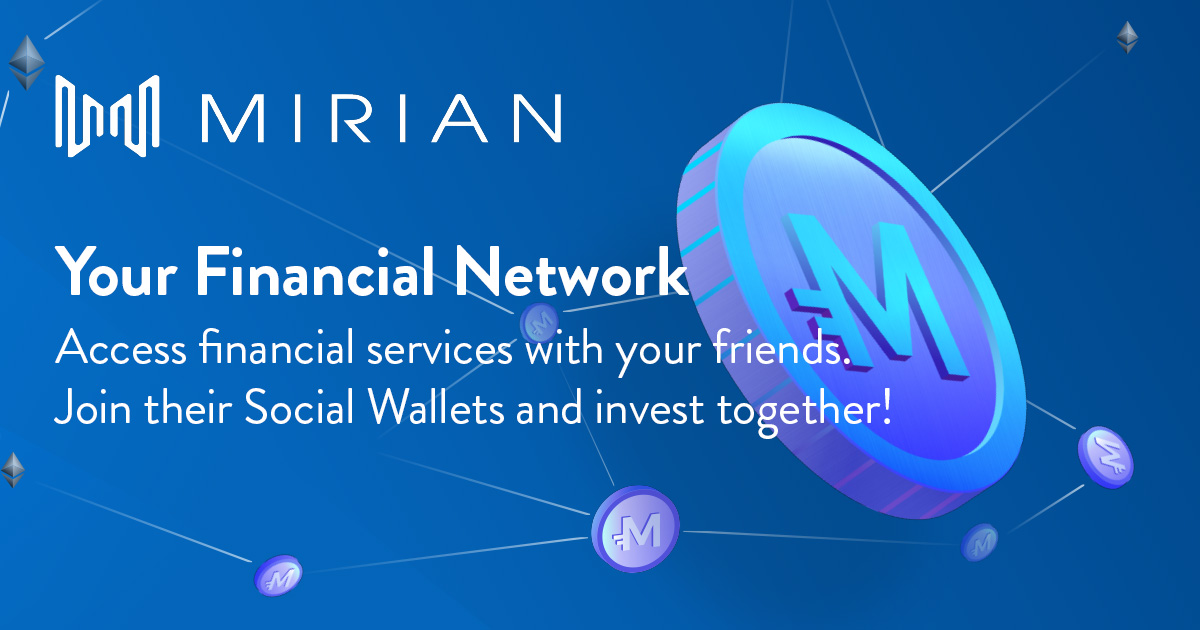 MIRIAN
Your Financial Network
Access financial services with your friends.
Join their Social Wallets and invest together!
M
M
M
M
M
M